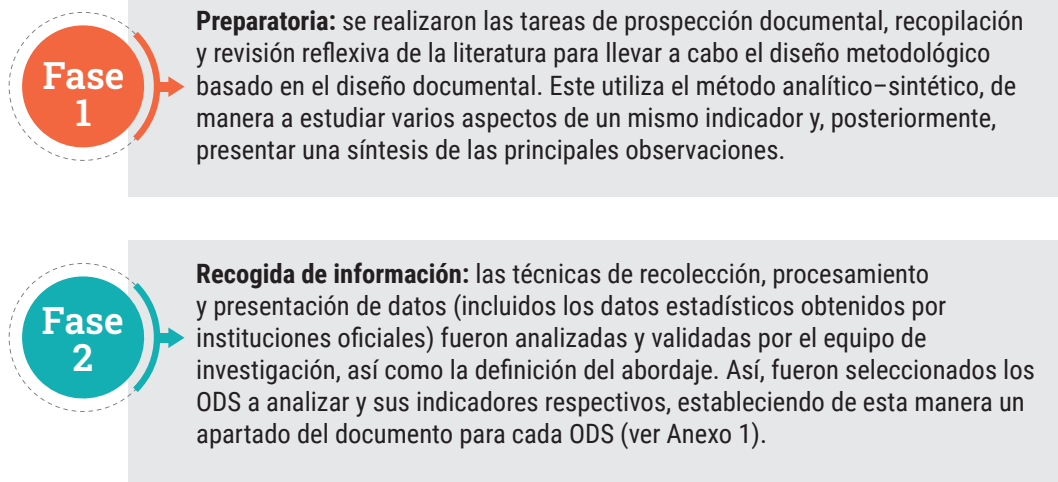 Fase
1
Preparatoria: se realizaron las tareas de prospección documental, recopilación
y revisión reflexiva de la literatura para llevar a cabo el diseño metodológico
basado en el diseño documental. Este utiliza el método analítico–sintético, de
manera a estudiar varios aspectos de un mismo indicador y, posteriormente,
presentar una síntesis de las principales observaciones.
Fase
2
Recogida de información: las técnicas de recolección, procesamiento
y presentación de datos (incluidos los datos estadísticos obtenidos por
instituciones oficiales) fueron analizadas y validadas por el equipo de
investigación, así como la definición del abordaje. Así, fueron seleccionados los
ODS a analizar y sus indicadores respectivos, estableciendo de esta manera un
apartado del documento para cada ODS (ver Anexo 1).